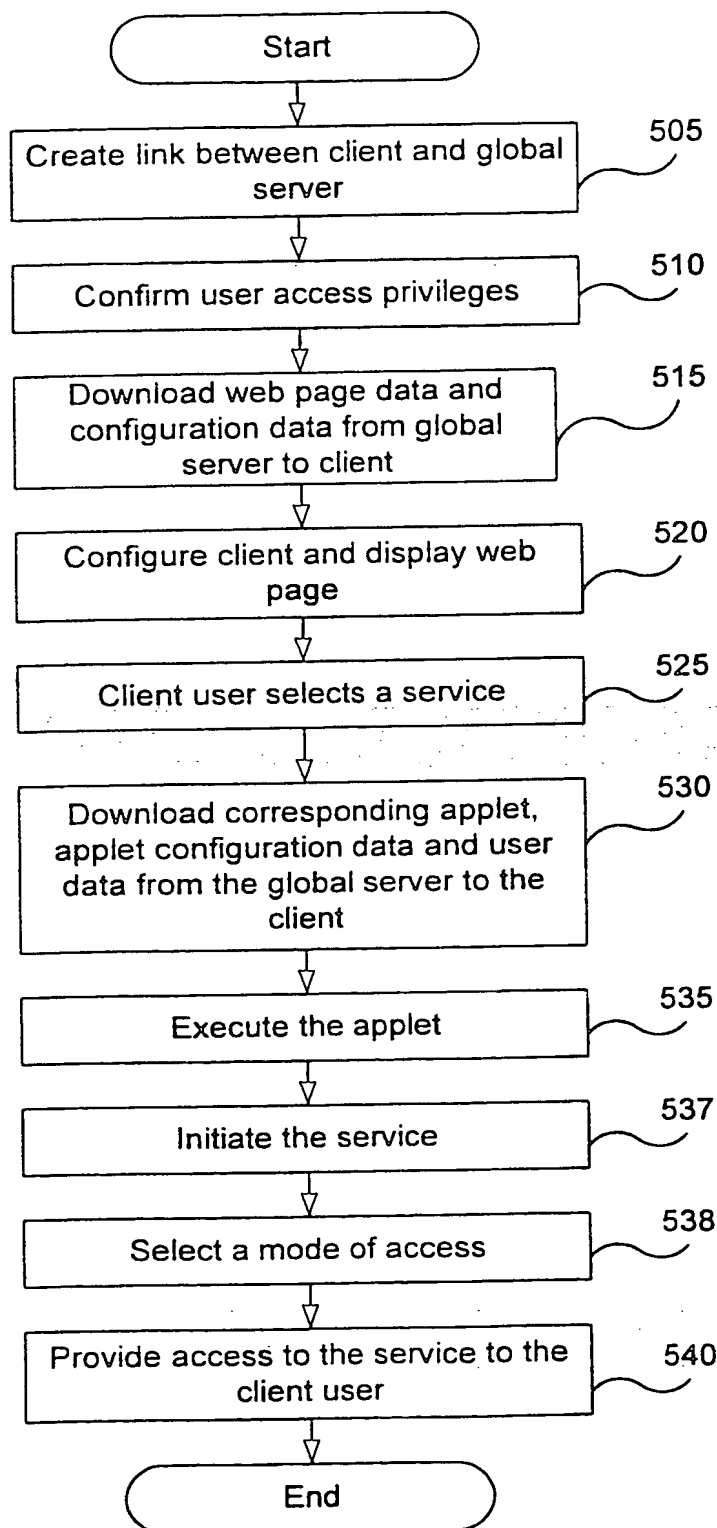 Start
Create link between client and global
server
505
Confirm user access privileges
510
Download web page data and
configuration data from global
server to client
515
Configure client and display web
page
520
Client user selects a service
525
Download corresponding applet,
applet configuration data and user
data from the global server to the
client
530
Execute the applet
535
Initiate the service
537
Select a mode of access
538
Provide access to the service to the
client user
540
End